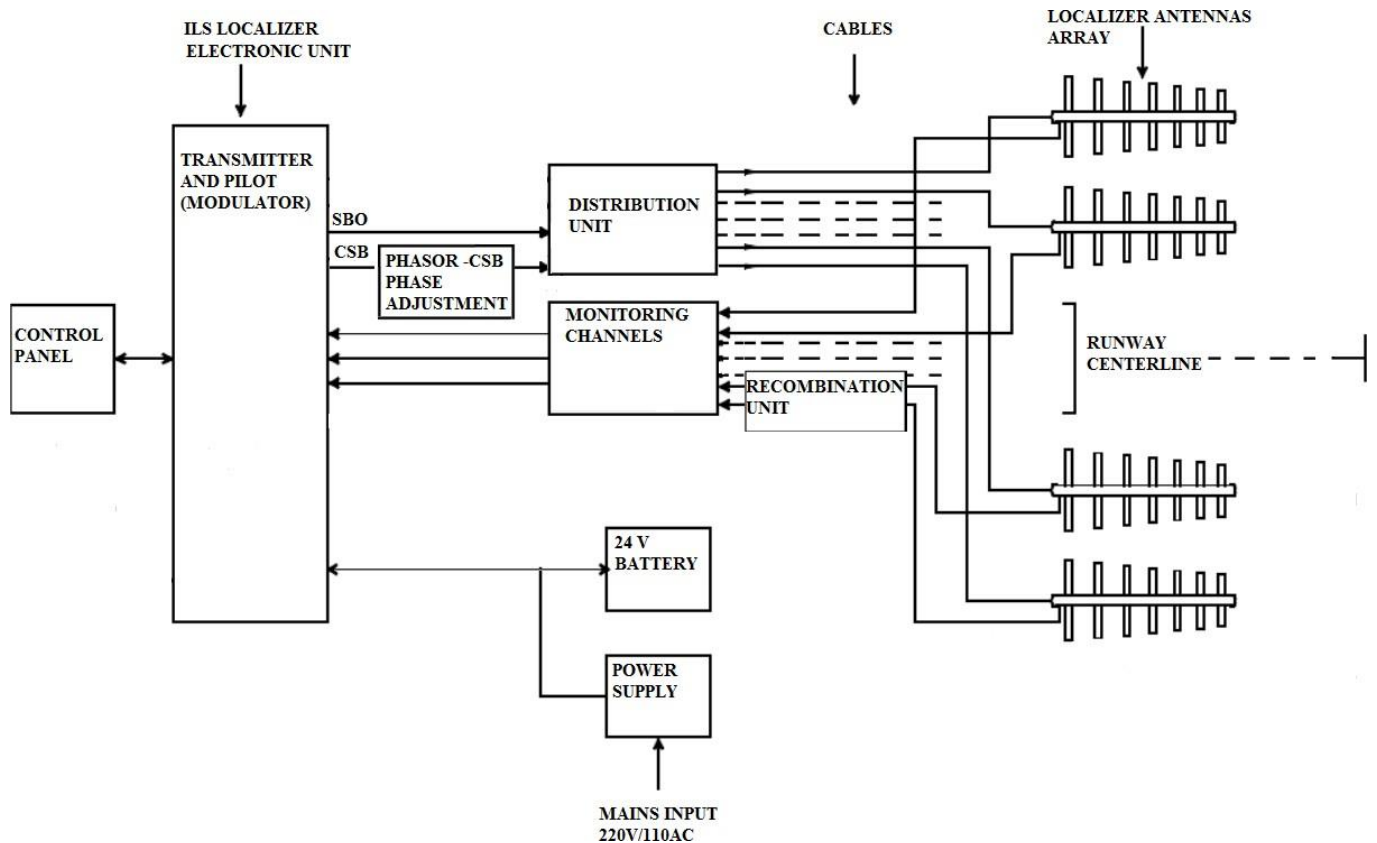 ILS LOCALIZER
ELECTRONIC UNIT
CABLES
LOCALIZER ANTENNAS
ARRAY
TRANSMITTER
AND PILOT
(MODULATOR)
SBO
CSB
PHASOR -CSB
PHASE
ADJUSTMENT
DISTRIBUTION
UNIT
CONTROL
PANEL
MONITORING
CHANNELS
RECOMBINATION
UNIT
RUNWAY
CENTERLINE
24 V
BATTERY
POWER
SUPPLY
MAINS INPUT
220V/110AC